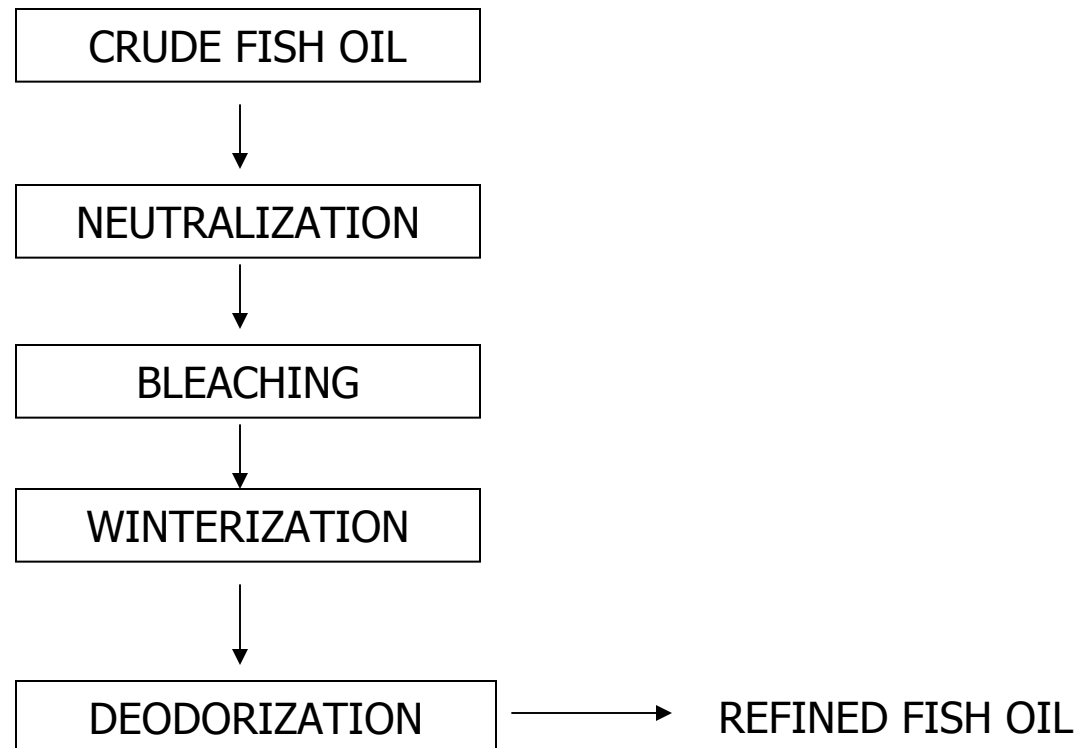 CRUDE FISH OIL
NEUTRALIZATION
BLEACHING
WINTERIZATION
DEODORIZATION
REFINED FISH OIL